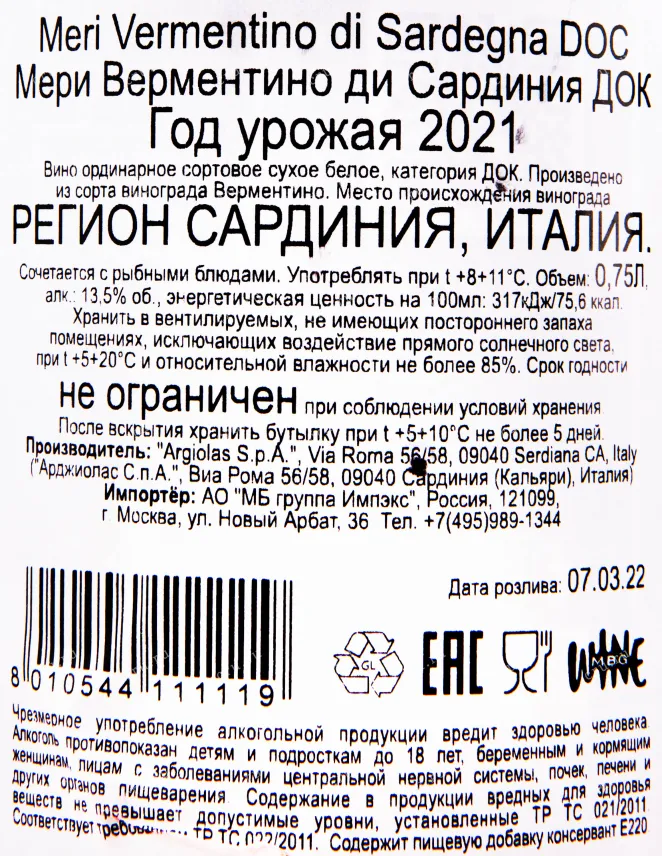 Meri Vermentino di Sardegna DOC
Мери Верментино ди Сардиния ДОК
Год урожая 2021
Вино ординарное сортовое сухое белое, категория ДОК. Произведено
из сорта винограда Верментино. Место происхождения винограда
РЕГИОН САРДИНИЯ, ИТАЛИЯ.
Сочетается с рыбными блюдами. Употреблять при t +8+11°C. Объем: 0,75Л,
алк.: 13,5% об., энергетическая ценность на 100мл: 317кДж/75,6 ккал.
Хранить в вентилируемых, не имеющих постороннего запаха
помещениях, исключающих воздействие прямого солнечного света,
при t +5+20°C и относительной влажности не более 85%. Срок годности
не ограничен при соблюдении условий хранения.
После вскрытия хранить бутылку при t +5+10°C не более 5 дней.
Производитель: "Argiolas S.p.A.", Via Roma 56/58, 09040 Serdiana CA, Italy
("Арджиолас С.п.А.", Виа Рома 56/58, 09040 Сардиния (Кальяри), Италия)
Импортёр: АО "МБ группа Импэкс", Россия, 121099,
г. Москва, ул. Новый Арбат, 36 Тел. +7(495)989-1344
Дата розлива: 07.03.22
8 010544 111119
GL
EAC
WINE
MBG
Чрезмерное употребление алкогольной продукции вредит здоровью человека.
Алкоголь противопоказан детям и подросткам до 18 лет, беременным и кормящим
женщинам, лицам с заболеваниями центральной нервной системы, почек, печени и
других органов пищеварения. Содержание в продукции вредных для здоровья
веществ не превышает допустимые уровни, установленные ТР ТС 021/2011.
Соответствует ТР ТС 022/2011. Содержит пищевую добавку консервант Е220